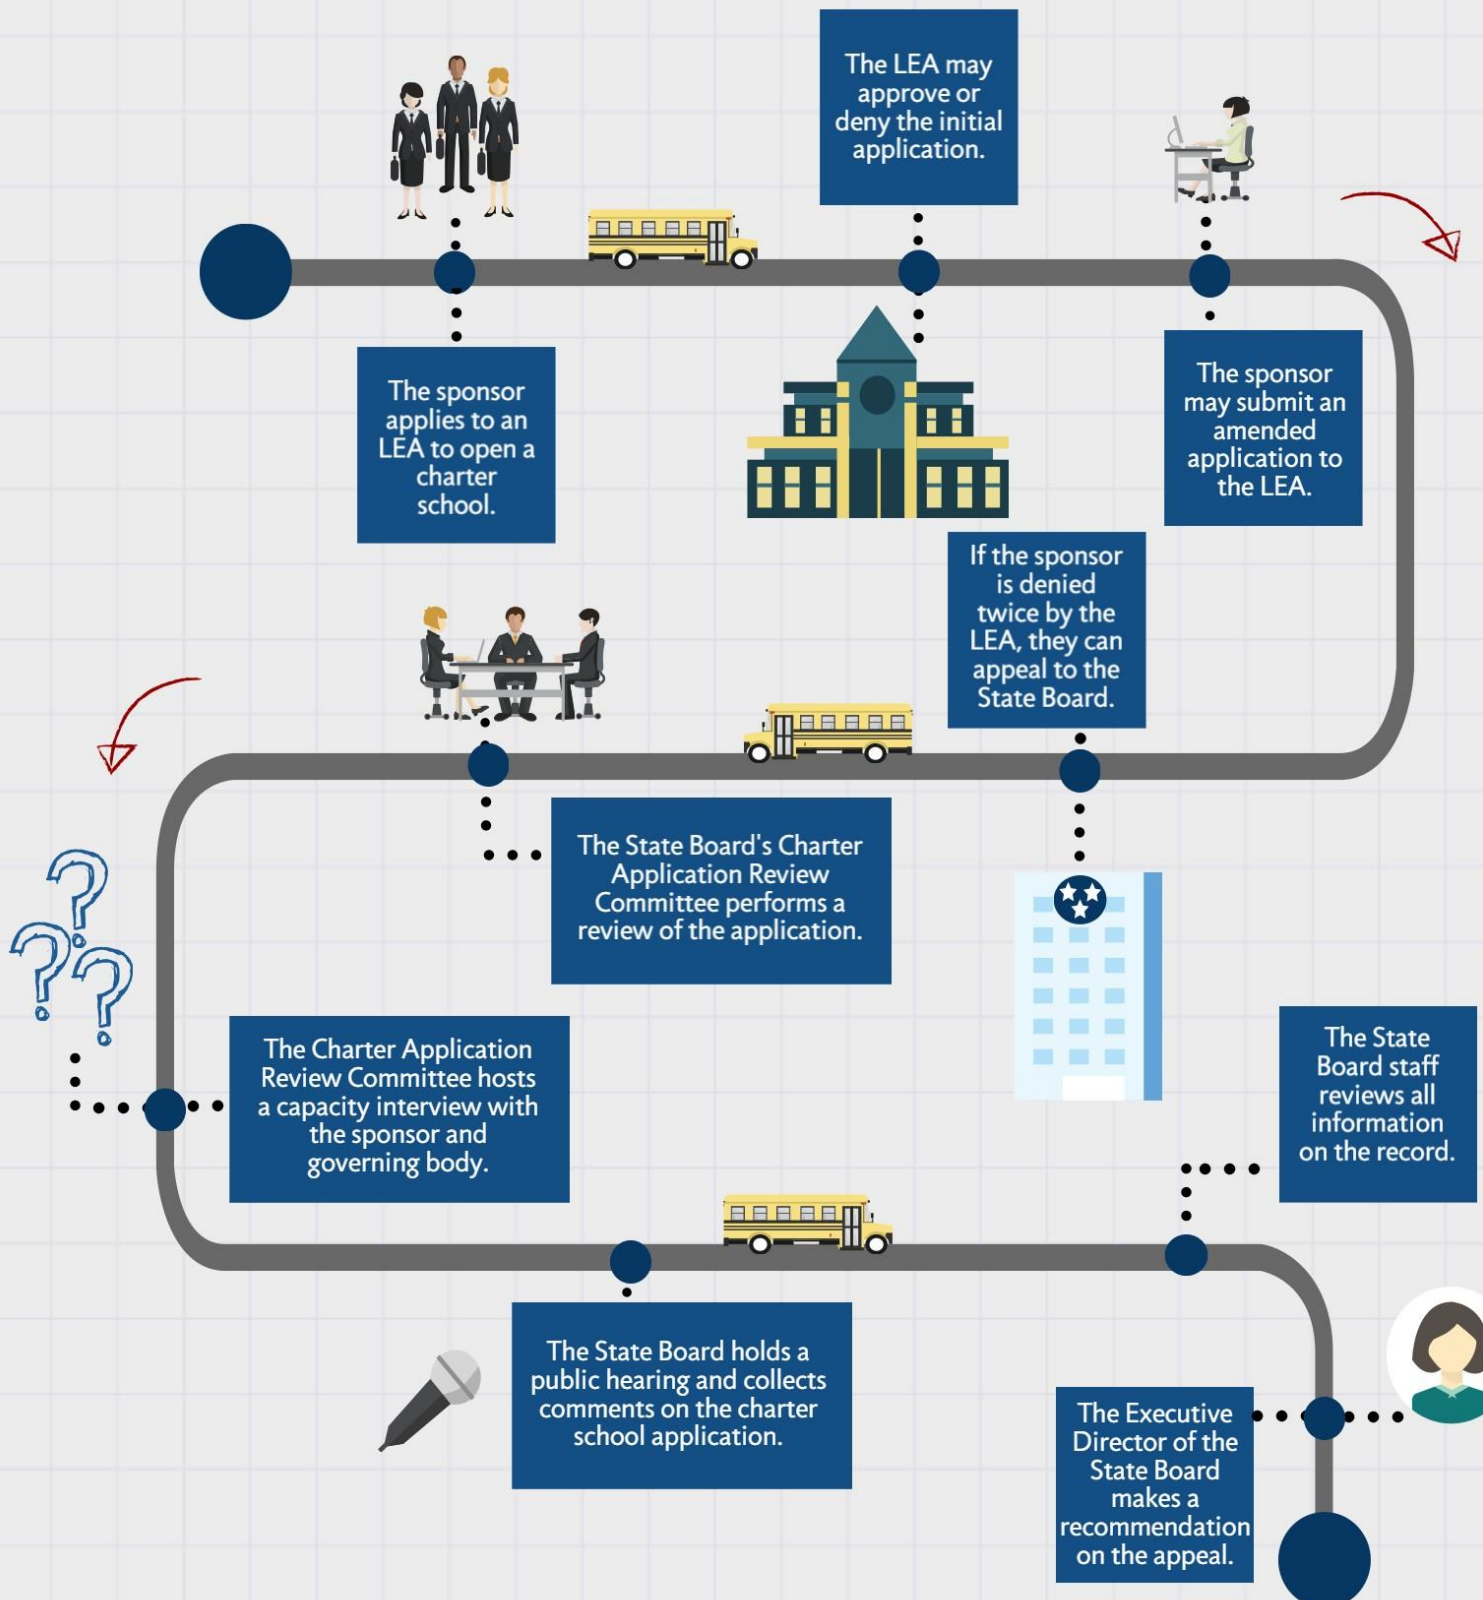 The sponsor
applies to an
LEA to open a
charter
school.
The LEA may
approve or
deny the initial
application.
The sponsor
may submit an
amended
application to
the LEA.
If the sponsor
is denied
twice by the
LEA, they can
appeal to the
State Board.
The State Board's Charter
Application Review
Committee performs a
review of the application.
The Charter Application
Review Committee hosts
a capacity interview with
the sponsor and
governing body.
The State Board holds a
public hearing and collects
comments on the charter
school application.
The State
Board staff
reviews all
information
on the record.
The Executive
Director of the
State Board
makes a
recommendation
on the appeal.